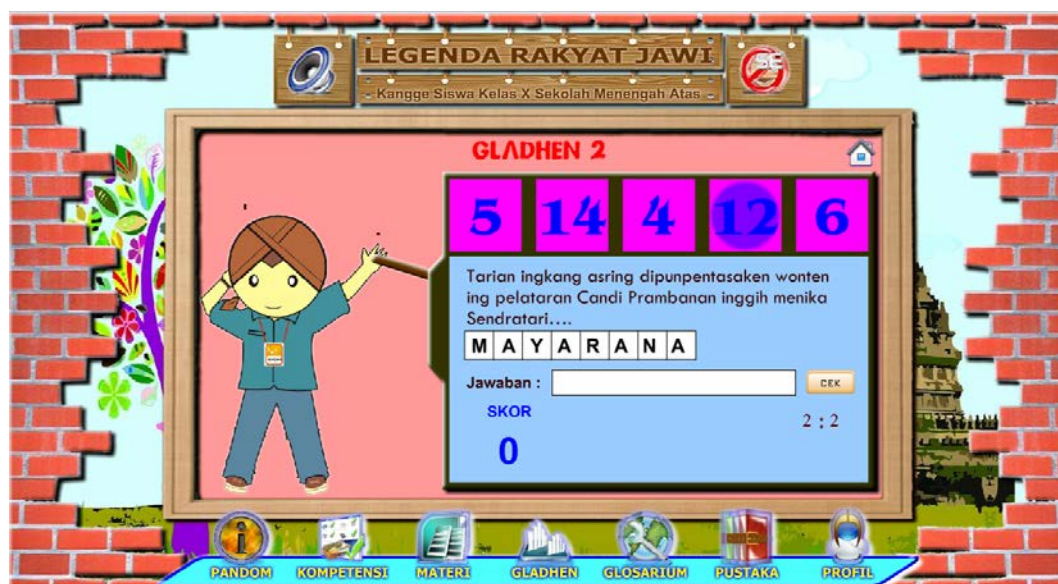 LEGENDA RAKYAT JAWI
Kangge Siswa Kelas X Sekolah Menengah Atas
GLADHEN 2
5 14 4 12 6
Tarian ingkang asring dipunpentasaken wonten
ing pelataran Candi Prambanan inggih menika
Sendratari....
M A Y A R A N A
Jawaban :
CEK
SKOR
2 : 2
0
PANDOM KOMPETENSI MATERI GLADHEN GLOSARIUM PUSTAKA PROFIL